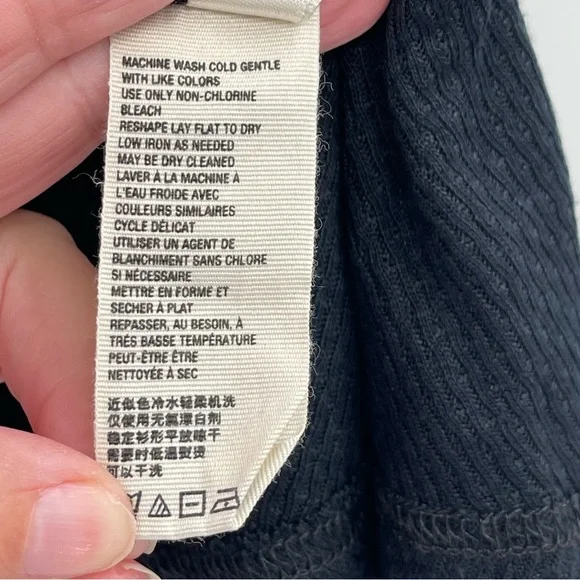 MACHINE WASH COLD GENTLE
WITH LIKE COLORS
USE ONLY NON-CHLORINE
BLEACH
RESHAPE LAY FLAT TO DRY
LOW IRON AS NEEDED
MAY BE DRY CLEANED
LAVER À LA MACHINE À
L'EAU FROIDE AVEC
COULEURS SIMILAIRES
CYCLE DÉLICAT
UTILISER UN AGENT DE
BLANCHIMENT SANS CHLORE
SI NÉCESSAIRE
METTRE EN FORME ET
SÉCHER À PLAT
REPASSER, AU BESOIN, À
TRÈS BASSE TEMPÉRATURE
PEUT-ÊTRE ÊTRE
NETTOYÉE À SEC
近似色冷水轻柔机洗
仅使用无氯漂白剂
稳定衫形平放晾干
需要时低温熨烫
可以干洗